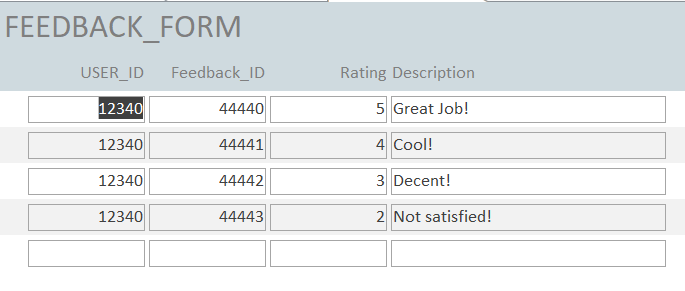 FEEDBACK_FORM
USER_ID Feedback_ID Rating Description
12340 44440 5 Great Job!
12340 44441 4 Cool!
12340 44442 3 Decent!
12340 44443 2 Not satisfied!